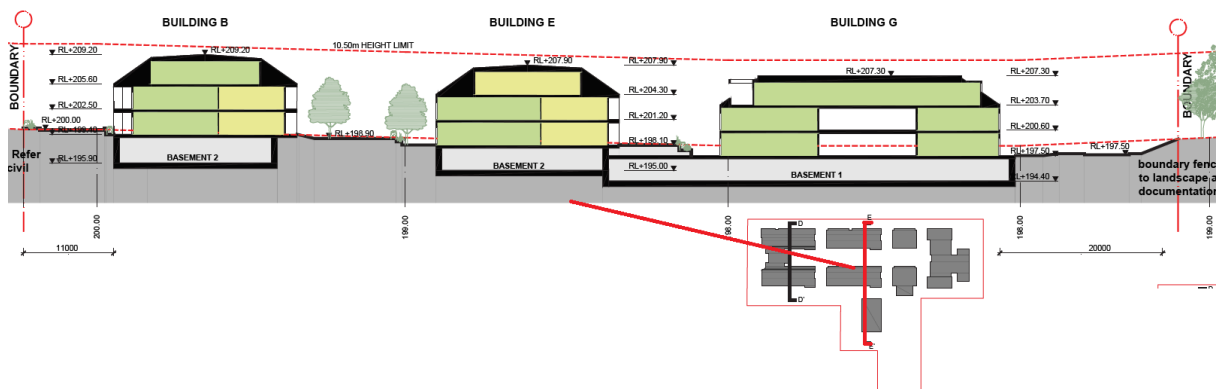 BUILDING B
BUILDING E
BUILDING G
BOUNDARY
RL+209.20
RL+209.20
10.50m HEIGHT LIMIT
RL+207.90
RL+207.90
RL+207.30
RL+207.30
BOUNDARY
RL+205.60
RL+204.30
RL+203.70
RL+202.50
RL+201.20
RL+200.60
RL+200.00
RL+199.40
RL+198.90
RL+198.10
RL+197.50
RL+197.50
Refer
civil
RL+195.90
BASEMENT 2
BASEMENT 2
RL+195.00
BASEMENT 1
RL+194.40
boundary fenc
to landscape a
documentation
200.00
199.00
198.00
198.00
199.00
11000
20000
D
E
D'
E